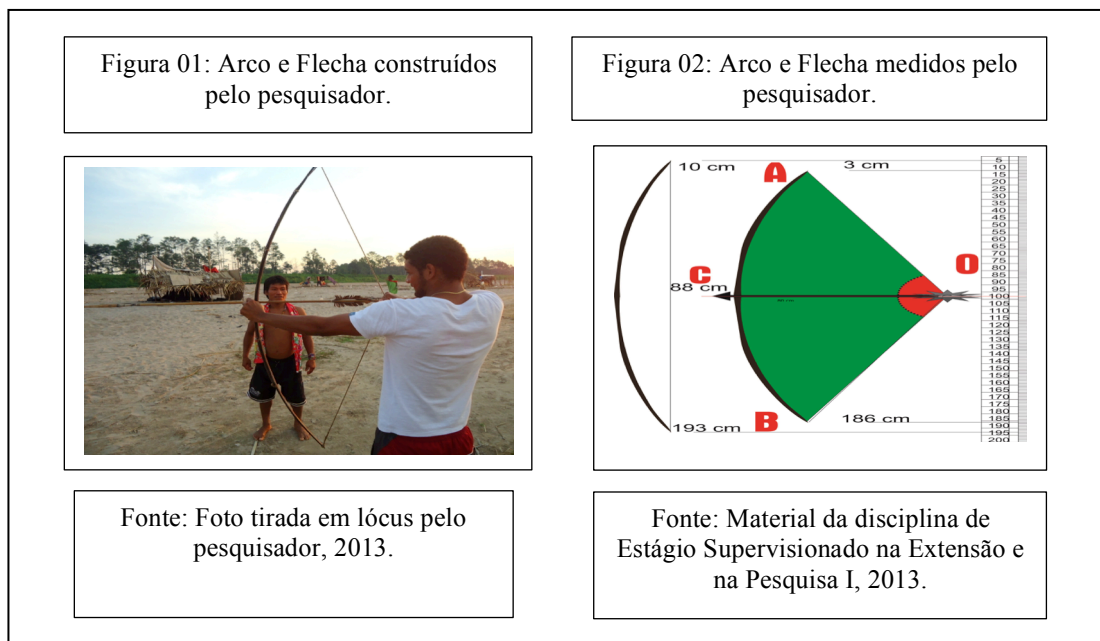 Figura 01: Arco e Flecha construídos
pelo pesquisador.
Figura 02: Arco e Flecha medidos pelo
pesquisador.
10 cm
A
3 cm
C
88 cm
O
193 cm
B
186 cm
5
10
15
20
25
30
35
40
45
50
55
60
65
70
75
80
85
90
95
100
105
110
115
120
125
130
135
140
145
150
155
160
165
170
175
180
185
190
195
200
Fonte: Foto tirada em lócus pelo
pesquisador, 2013.
Fonte: Material da disciplina de
Estágio Supervisionado na Extensão e
na Pesquisa I, 2013.